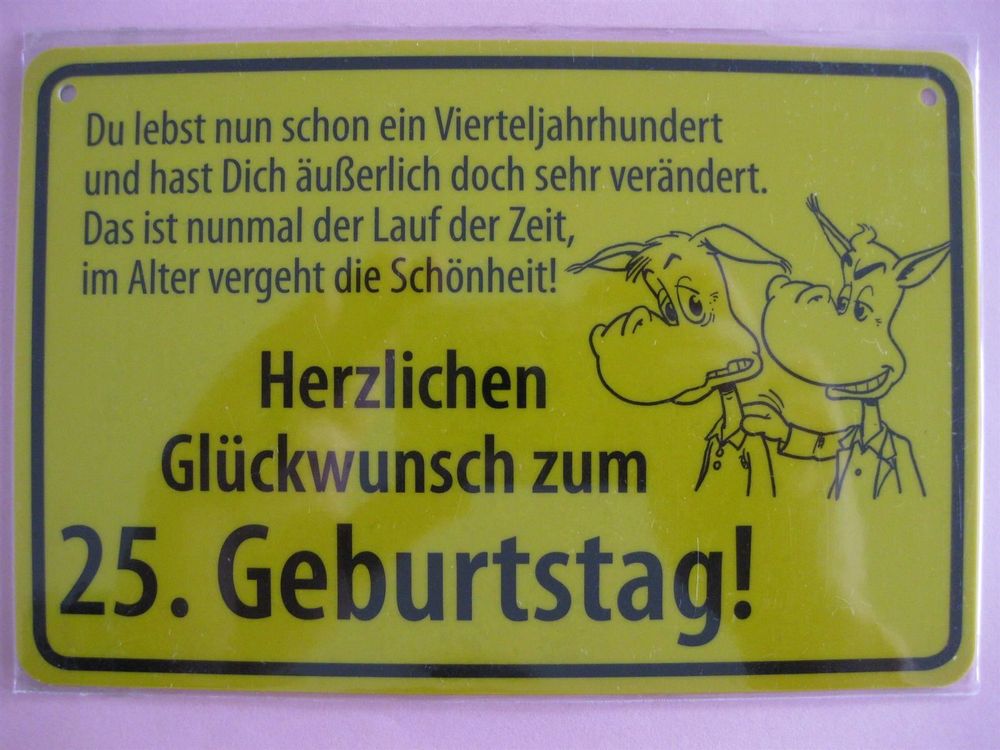 Du lebst nun schon ein Vierteljahrhundert
und hast Dich äußerlich doch sehr verändert.
Das ist nunmal der Lauf der Zeit,
im Alter vergeht die Schönheit!
Herzlichen
Glückwunsch zum
25. Geburtstag!